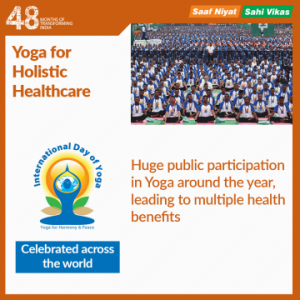 48 MONTHS OF
TRANSFORMING
INDIA
Saaf Niyat Sahi Vikas
Yoga for
Holistic
Healthcare
International Day of Yoga
Yoga for Harmony & Peace
Celebrated across
the world
Huge public participation
in Yoga around the year,
leading to multiple health
benefits